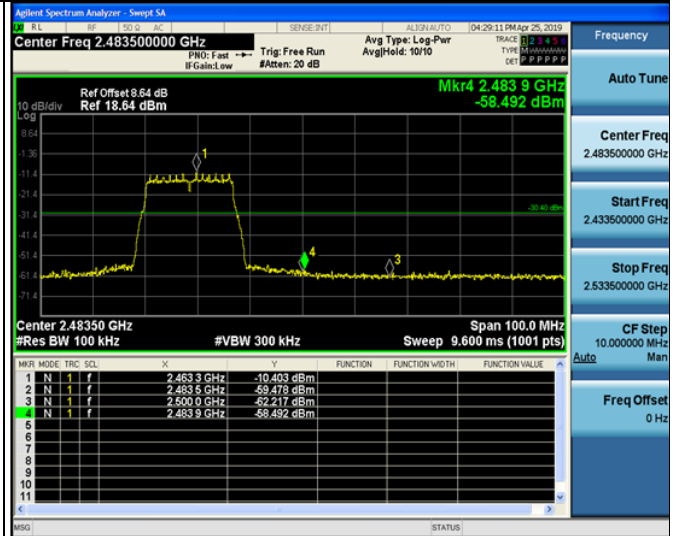 Agilent Spectrum Analyzer - Swept SA
RL RF 50 Ω AC SENSE:INT ALIGN AUTO 04:29:11 PM Apr 25, 2019
Center Freq 2.483500000 GHz
PNO: Fast
IFGain:Low
Trig: Free Run
#Atten: 20 dB
Avg Type: Log-Pwr
Avg|Hold: 10/10
TRACE 1 2 3 4 5 6
TYPE
DET P P P P P P
Frequency
Auto Tune
Center Freq
2.483500000 GHz
Start Freq
2.433500000 GHz
Stop Freq
2.533500000 GHz
CF Step
10.000000 MHz
Auto Man
Freq Offset
0 Hz
Mkr4 2.483 9 GHz
-58.492 dBm
Ref Offset 8.64 dB
10 dB/div Ref 18.64 dBm
Log
8.64
-1.36
-11.4
-21.4
-31.4
-41.4
-51.4
-61.4
-71.4
1
-30.40 dBm
4
3
Center 2.48350 GHz Span 100.0 MHz
#Res BW 100 kHz #VBW 300 kHz Sweep 9.600 ms (1001 pts)
MKR MODE TRC SCL X Y FUNCTION FUNCTION WIDTH FUNCTION VALUE
1 N 1 f 2.463 3 GHz -10.403 dBm
2 N 1 f 2.483 5 GHz -59.478 dBm
3 N 1 f 2.500 0 GHz -62.217 dBm
4 N 1 f 2.483 9 GHz -58.492 dBm
5
6
7
8
9
10
11
MSG STATUS